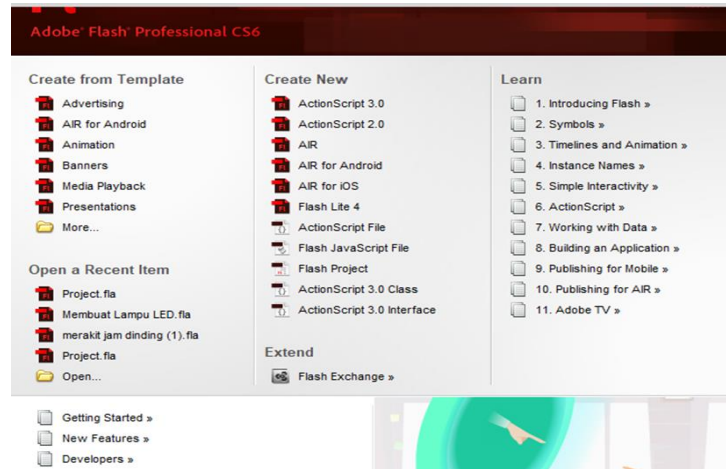 Adobe® Flash® Professional CS6
Create from Template
Advertising
AIR for Android
Animation
Banners
Media Playback
Presentations
More...
Open a Recent Item
Project.fla
Membuat Lampu LED.fla
merakit jam dinding (1).fla
Project.fla
Open...
Create New
ActionScript 3.0
ActionScript 2.0
AIR
AIR for Android
AIR for iOS
Flash Lite 4
ActionScript File
Flash JavaScript File
Flash Project
ActionScript 3.0 Class
ActionScript 3.0 Interface
Extend
Flash Exchange »
Learn
1. Introducing Flash »
2. Symbols »
3. Timelines and Animation »
4. Instance Names »
5. Simple Interactivity »
6. ActionScript »
7. Working with Data »
8. Building an Application »
9. Publishing for Mobile »
10. Publishing for AIR »
11. Adobe TV »
Getting Started »
New Features »
Developers »